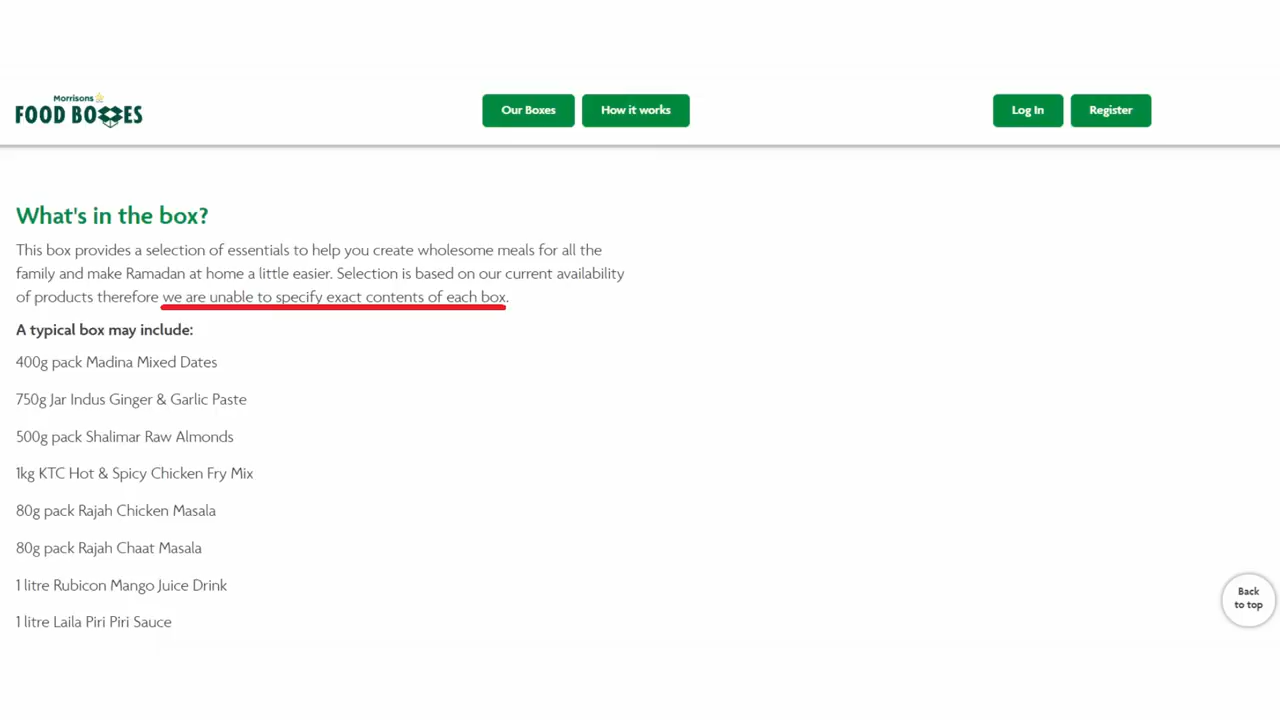 Morrisons
FOOD BOXES
Our Boxes
How it works
Log In
Register
What's in the box?
This box provides a selection of essentials to help you create wholesome meals for all the
family and make Ramadan at home a little easier. Selection is based on our current availability
of products therefore we are unable to specify exact contents of each box.
A typical box may include:
400g pack Madina Mixed Dates
750g Jar Indus Ginger & Garlic Paste
500g pack Shalimar Raw Almonds
1kg KTC Hot & Spicy Chicken Fry Mix
80g pack Rajah Chicken Masala
80g pack Rajah Chaat Masala
1 litre Rubicon Mango Juice Drink
1 litre Laila Piri Piri Sauce
Back
to top